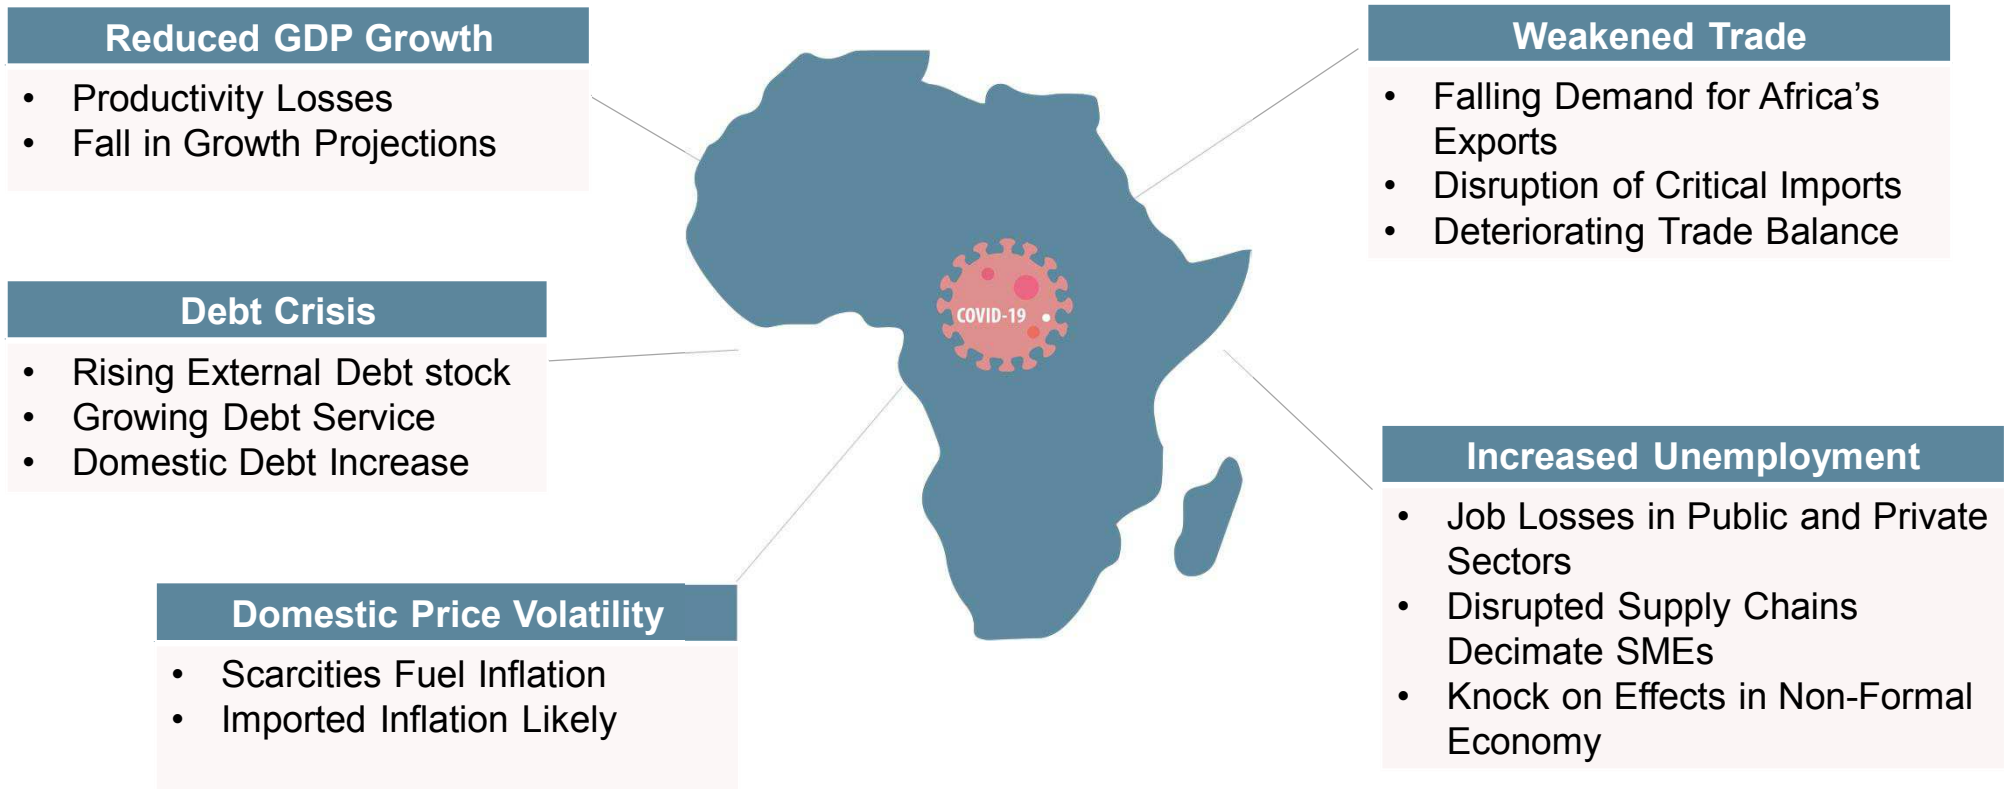 Reduced GDP Growth
• Productivity Losses
• Fall in Growth Projections
Debt Crisis
• Rising External Debt stock
• Growing Debt Service
• Domestic Debt Increase
Domestic Price Volatility
• Scarcities Fuel Inflation
• Imported Inflation Likely
COVID-19
Weakened Trade
• Falling Demand for Africa’s
Exports
• Disruption of Critical Imports
• Deteriorating Trade Balance
Increased Unemployment
• Job Losses in Public and Private
Sectors
• Disrupted Supply Chains
Decimate SMEs
• Knock on Effects in Non-Formal
Economy